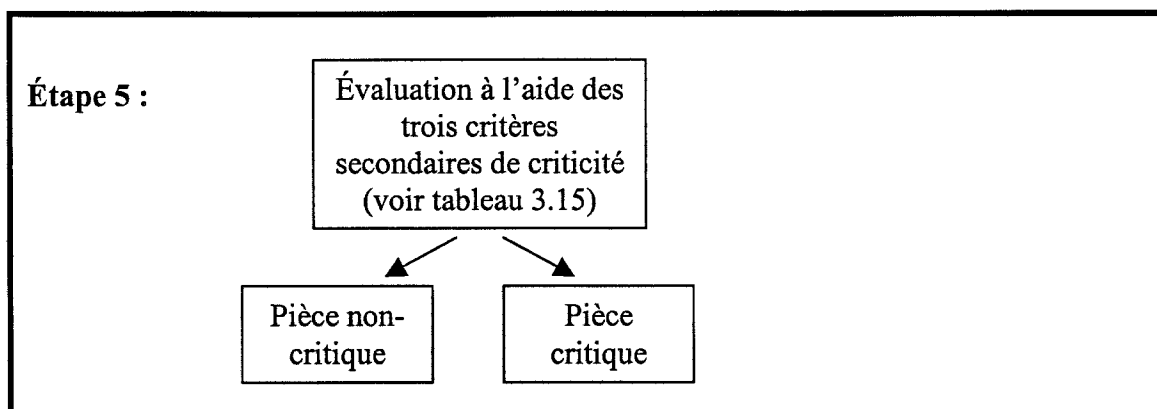 Étape 5 :
Évaluation à l'aide des
trois critères
secondaires de criticité
(voir tableau 3.15)
Pièce non-
critique
Pièce
critique